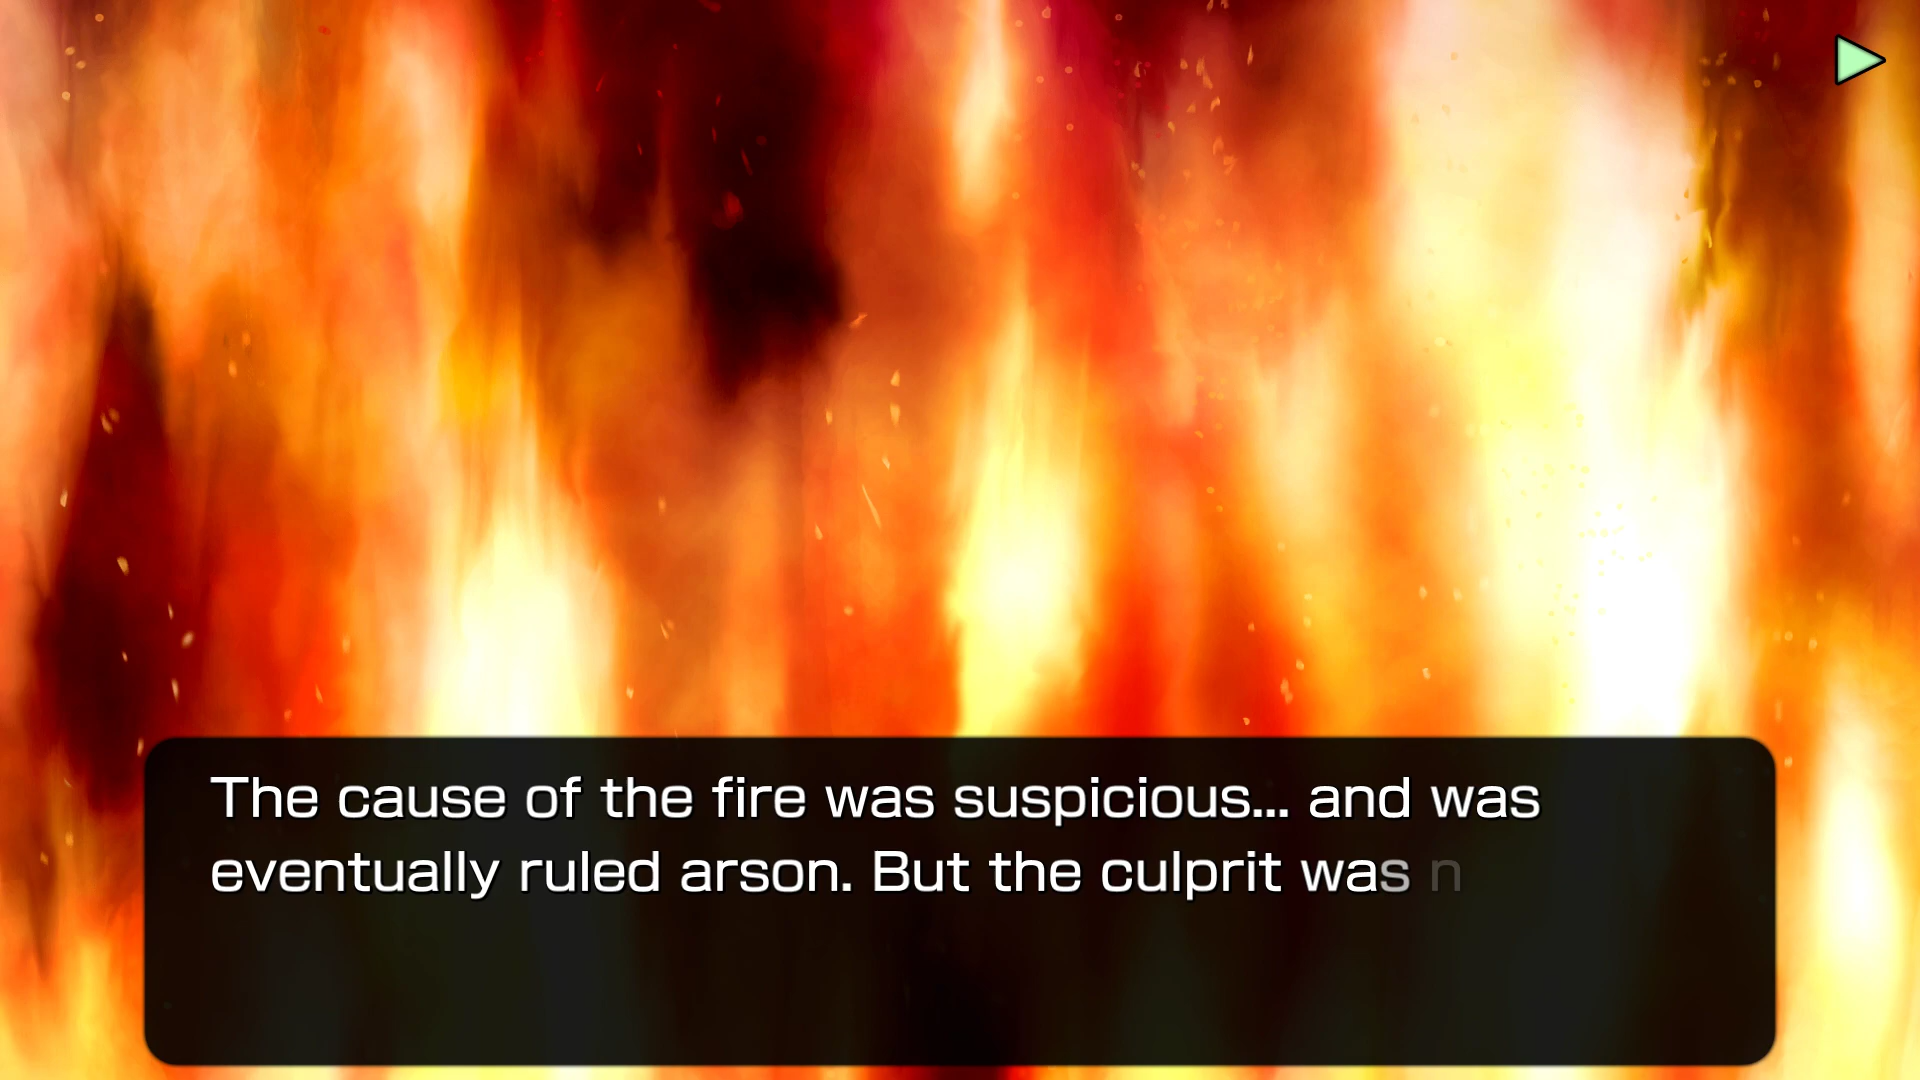 The cause of the fire was suspicious... and was
eventually ruled arson. But the culprit was n